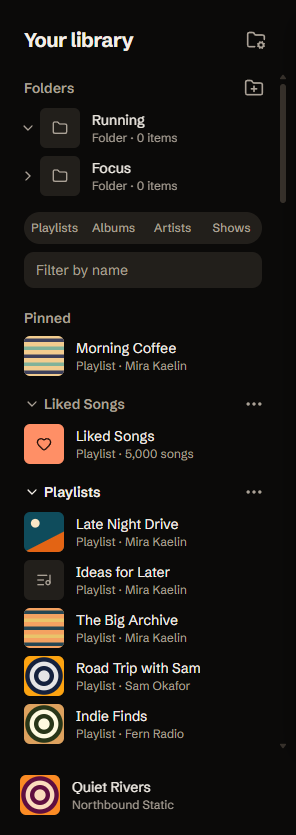 Your library
Folders
Running
Folder · 0 items
Focus
Folder · 0 items
Playlists Albums Artists Shows
Filter by name
Pinned
Morning Coffee
Playlist · Mira Kaelin
Liked Songs
Liked Songs
Playlist · 5,000 songs
Playlists
Late Night Drive
Playlist · Mira Kaelin
Ideas for Later
Playlist · Mira Kaelin
The Big Archive
Playlist · Mira Kaelin
Road Trip with Sam
Playlist · Sam Okafor
Indie Finds
Playlist · Fern Radio
Quiet Rivers
Northbound Static